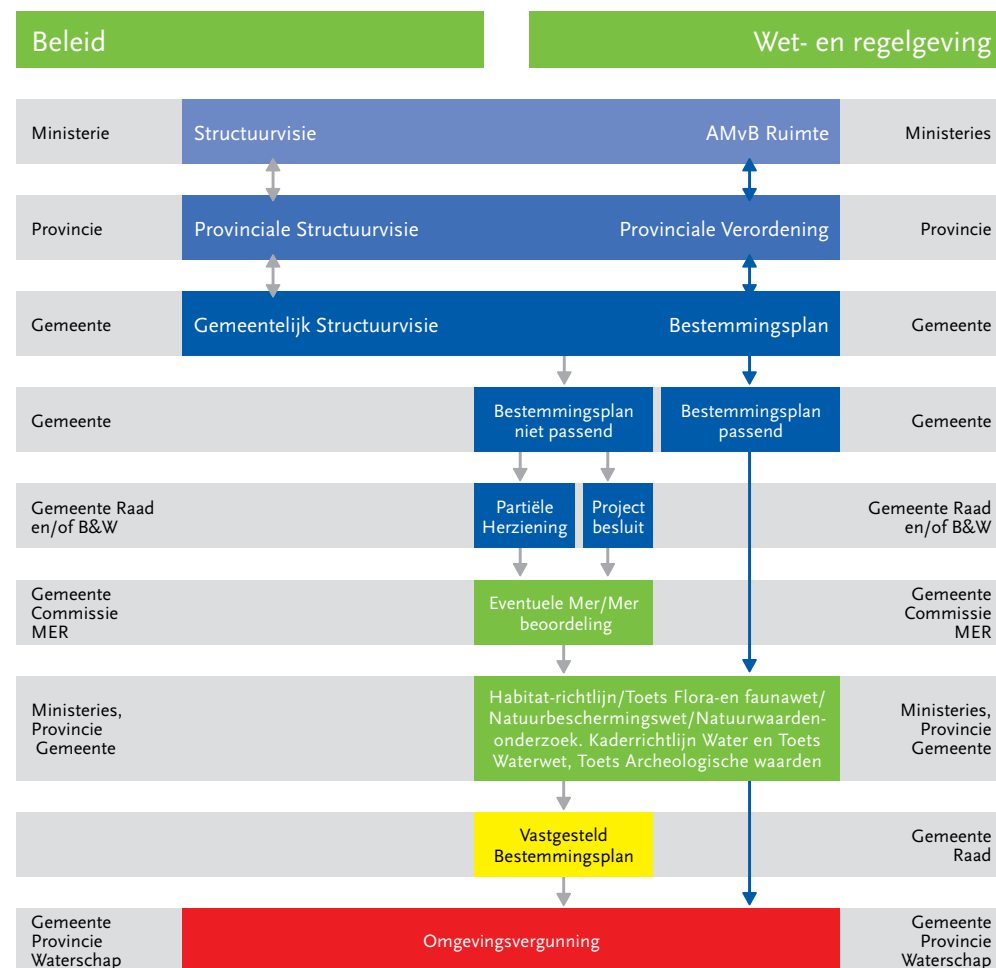 Beleid
Wet- en regelgeving
Ministerie
Structuurvisie
AMvB Ruimte
Ministeries
Provincie
Provinciale Structuurvisie
Provinciale Verordening
Provincie
Gemeente
Gemeentelijk Structuurvisie
Bestemmingsplan
Gemeente
Gemeente
Bestemmingsplan
niet passend
Bestemmingsplan
passend
Gemeente
Gemeente Raad
en/of B&W
Partiële
Herziening
Project
besluit
Gemeente Raad
en/of B&W
Gemeente
Commissie
MER
Eventuele Mer/Mer
beoordeling
Gemeente
Commissie
MER
Ministeries,
Provincie
Gemeente
Habitat-richtlijn/Toets Flora-en faunawet/
Natuurbeschermingswet/Natuurwaarden-
onderzoek. Kaderrichtlijn Water en Toets
Waterwet, Toets Archeologische waarden
Ministeries,
Provincie
Gemeente
Vastgesteld
Bestemmingsplan
Gemeente
Raad
Gemeente
Provincie
Waterschap
Omgevingsvergunning
Gemeente
Provincie
Waterschap